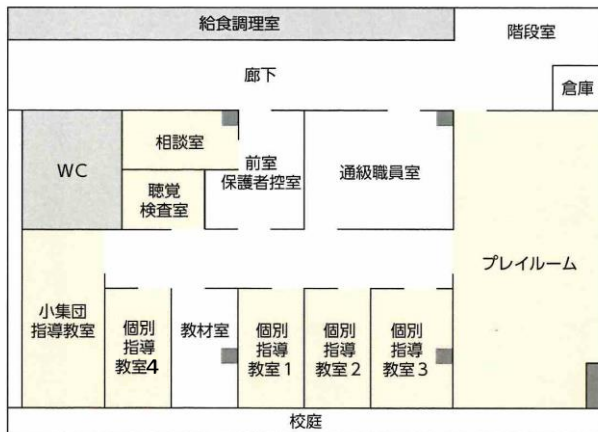 給食調理室
階段室
廊下
倉庫
相談室
WC
前室
保護者控室
通級職員室
聴覚
検査室
プレイルーム
小集団
指導教室
個別
指導
教室4
教材室
個別
指導
教室1
個別
指導
教室2
個別
指導
教室3
校庭